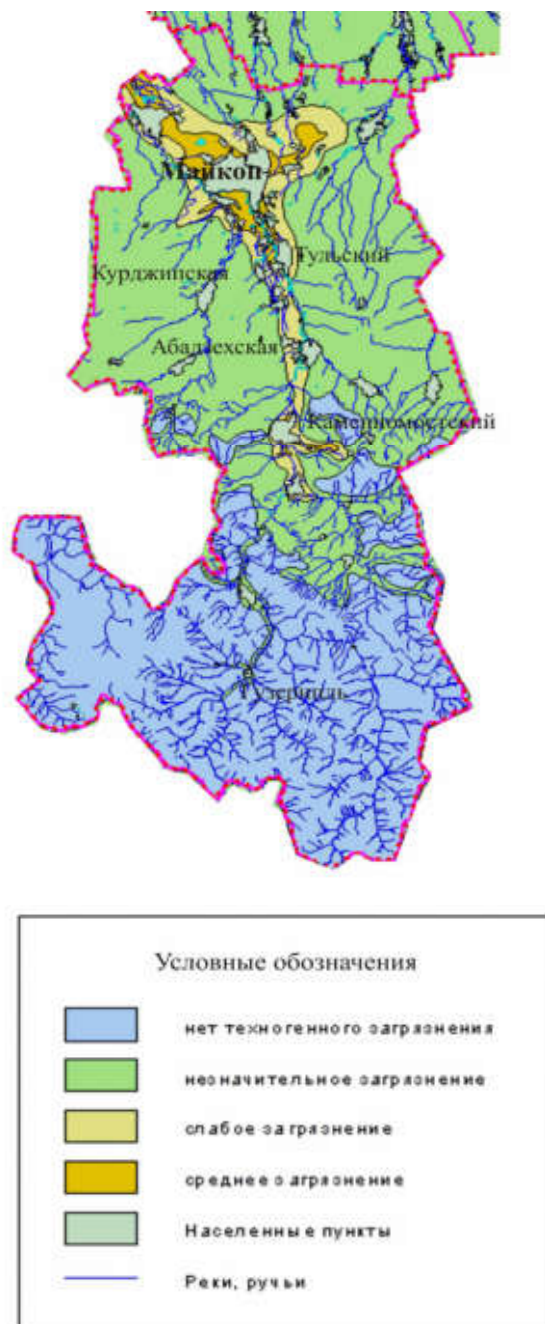 Майкоп
Тульский
Курджипская
Абадзехская
Каменномостский
Гузерипль
Условные обозначения
нет техногенного загрязнения
незначительное загрязнение
слабое загрязнение
среднее загрязнение
Населенные пункты
Реки, ручьи